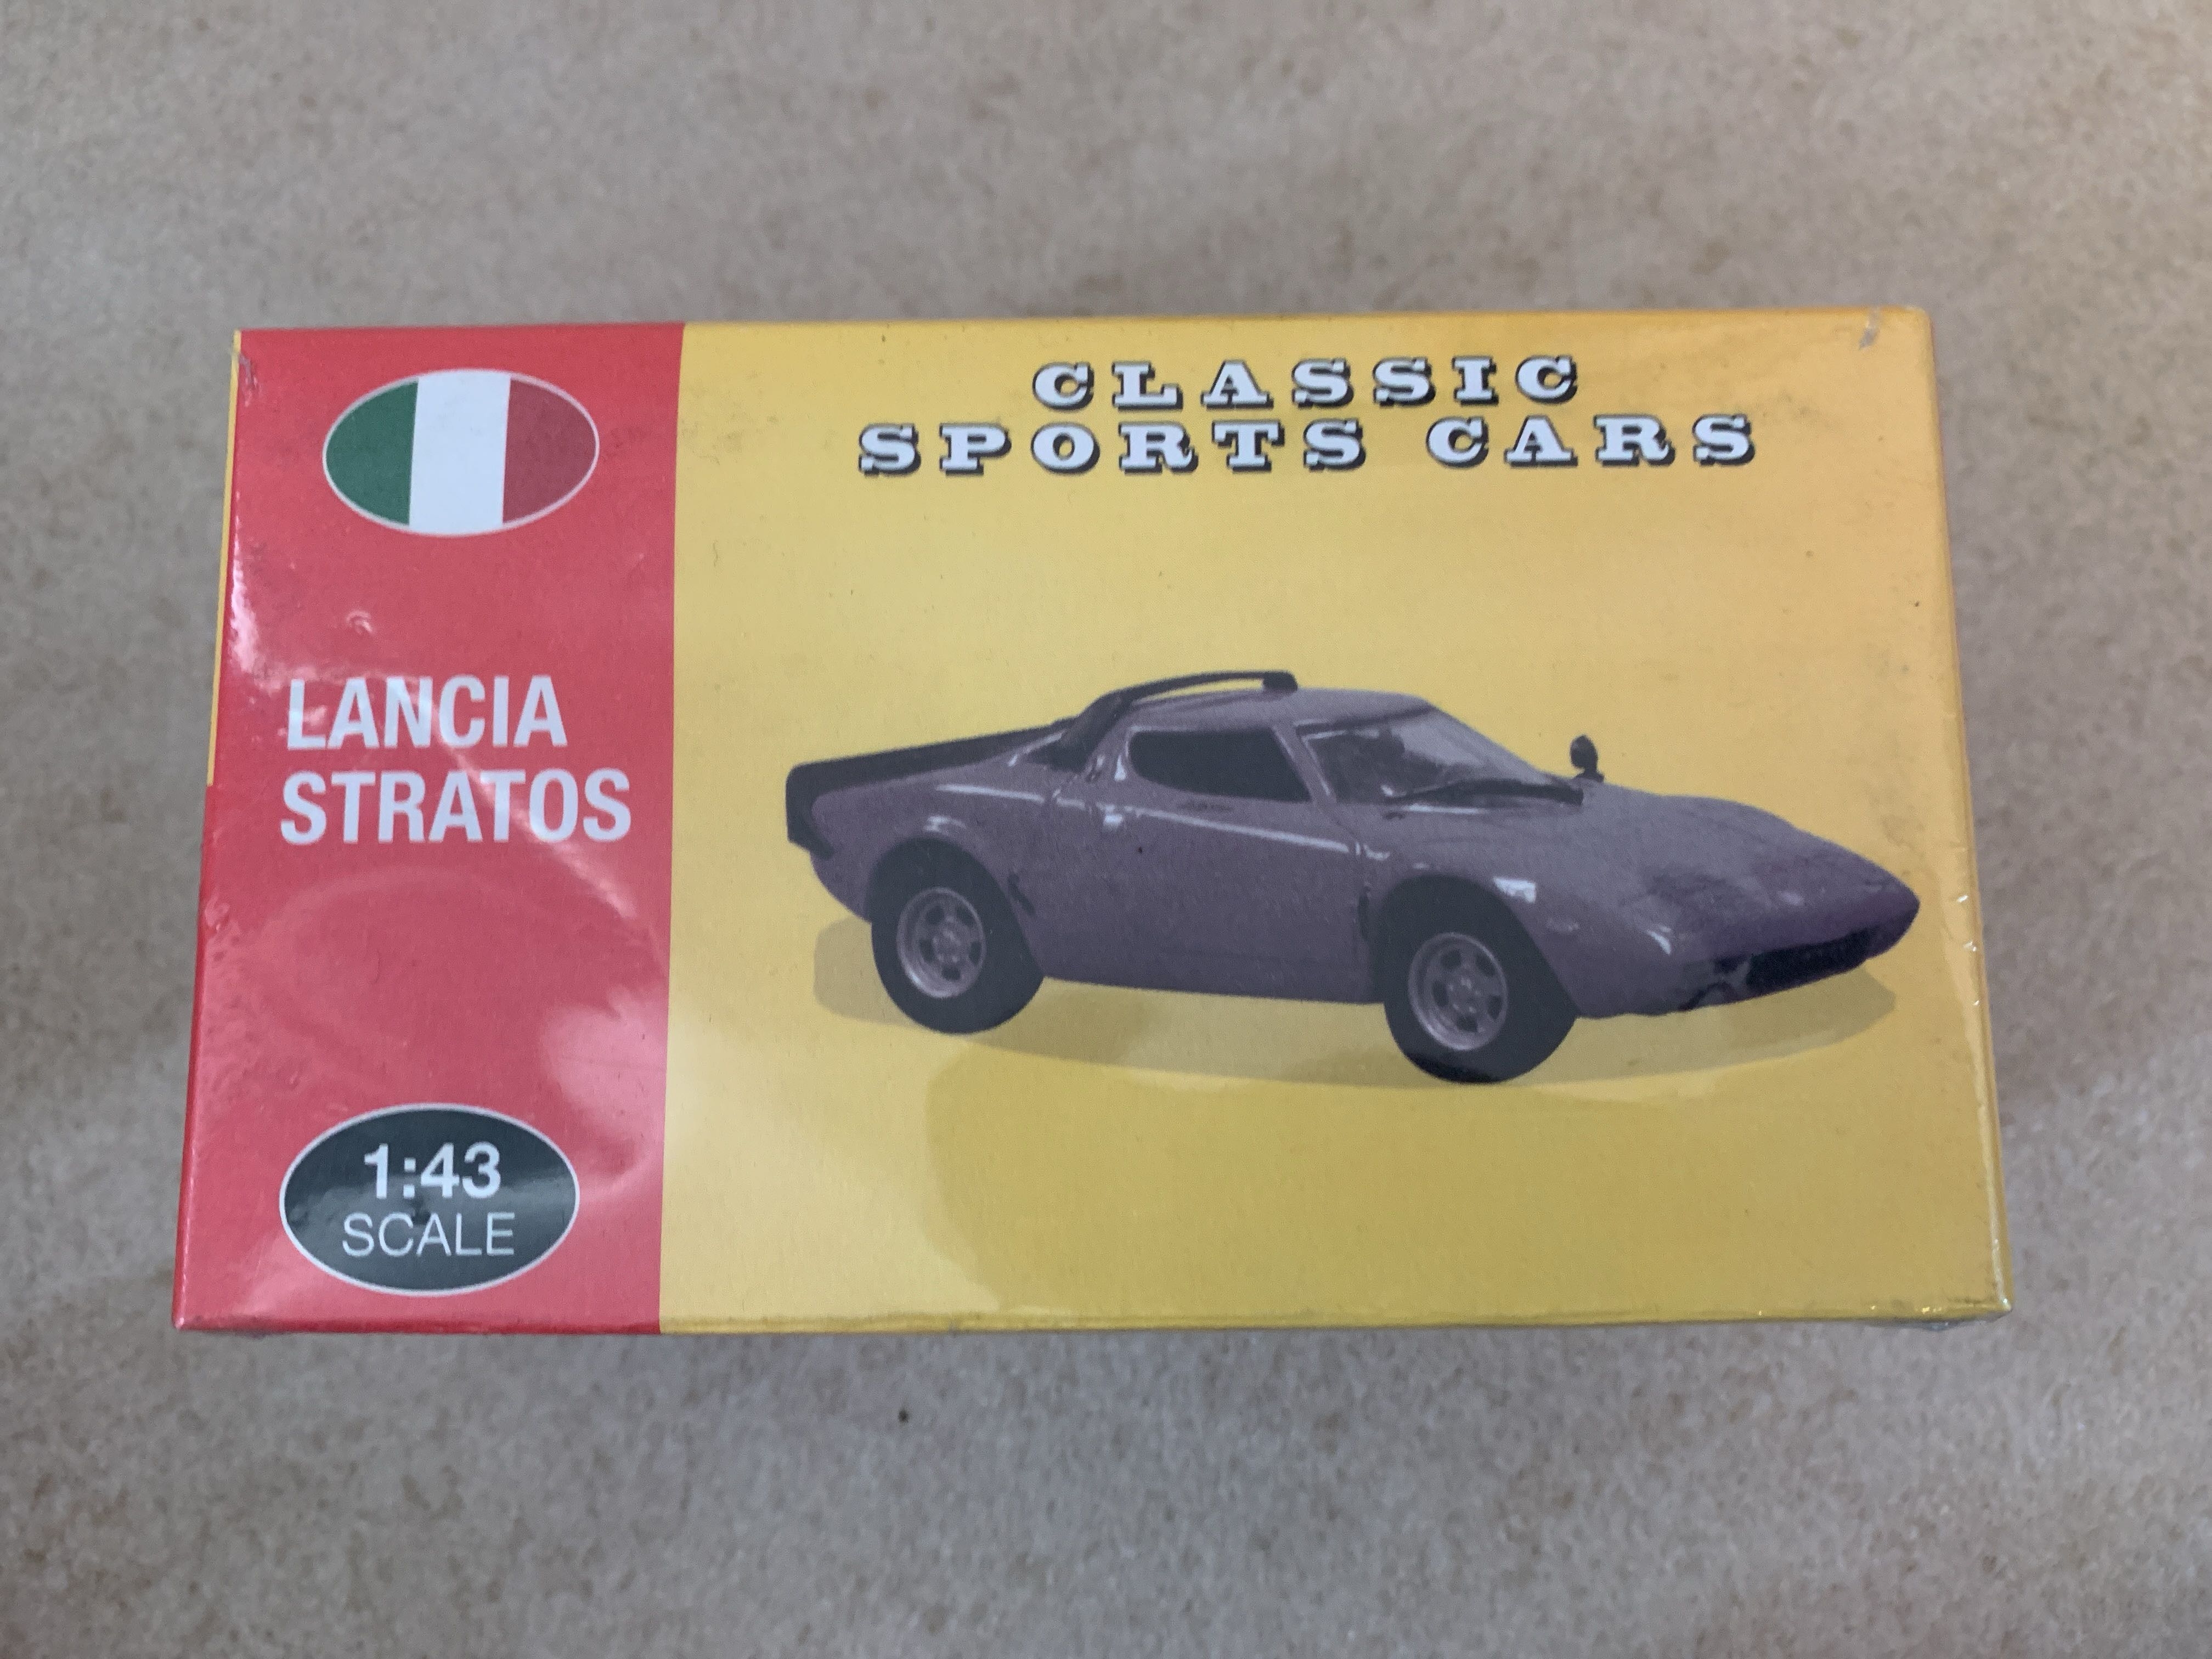 CLASSIC
SPORTS CARS
LANCIA
STRATOS
1:43
SCALE